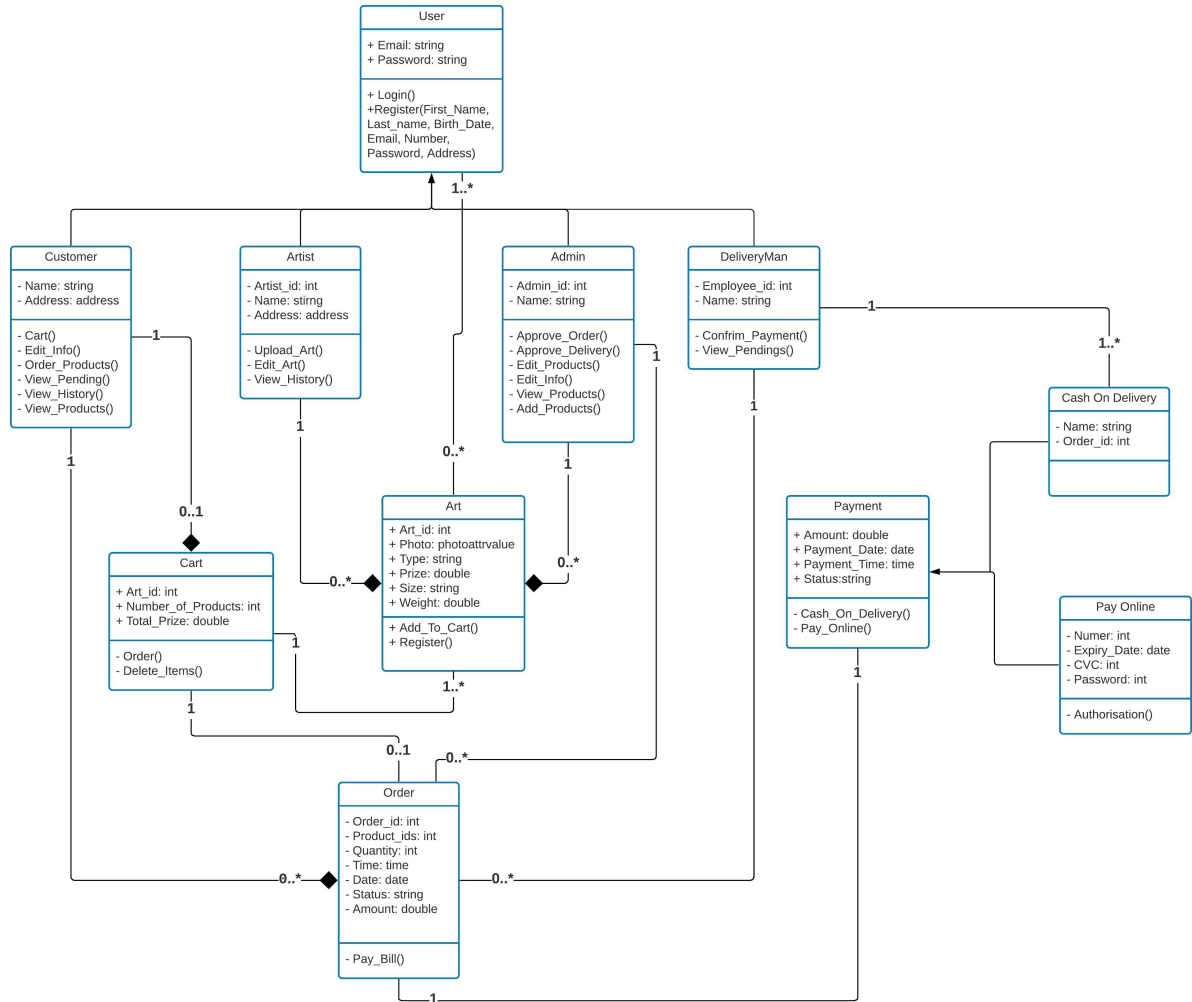 User
+ Email: string
+ Password: string
+ Login()
+Register(First_Name,
Last_name, Birth_Date,
Email, Number,
Password, Address)
1..*
Customer
- Name: string
- Address: address
- Cart()
- Edit_Info()
- Order_Products()
- View_Pending()
- View_History()
- View_Products()
Artist
- Artist_id: int
- Name: stirng
- Address: address
- Upload_Art()
- Edit_Art()
- View_History()
Admin
- Admin_id: int
- Name: string
- Approve_Order()
- Approve_Delivery()
- Edit_Products()
- Edit_Info()
- View_Products()
- Add_Products()
DeliveryMan
- Employee_id: int
- Name: string
- Confrim_Payment()
- View_Pendings()
1
1..*
1
1
Cash On Delivery
- Name: string
- Order_id: int
1
1
1
1
0..*
0..1
0..*
0..*
Art
+ Art_id: int
+ Photo: photoattrvalue
+ Type: string
+ Prize: double
+ Size: string
+ Weight: double
+ Add_To_Cart()
+ Register()
Payment
+ Amount: double
+ Payment_Date: date
+ Payment_Time: time
+ Status:string
- Cash_On_Delivery()
- Pay_Online()
Cart
+ Art_id: int
+ Number_of_Products: int
+ Total_Prize: double
- Order()
- Delete_Items()
Pay Online
- Numer: int
- Expiry_Date: date
- CVC: int
- Password: int
- Authorisation()
1
1..*
1
1
0..1
0..*
Order
- Order_id: int
- Product_ids: int
- Quantity: int
- Time: time
- Date: date
- Status: string
- Amount: double
- Pay_Bill()
0..*
0..*
1